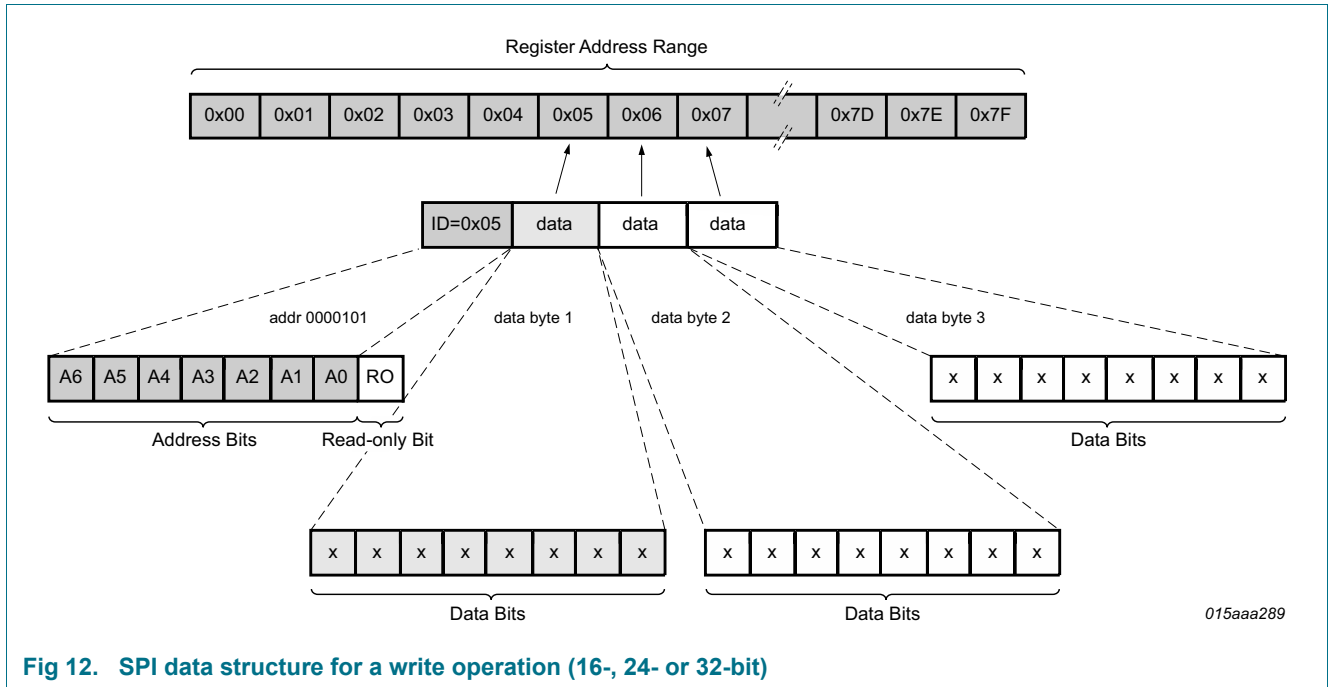 Register Address Range
0x00 0x01 0x02 0x03 0x04 0x05 0x06 0x07 0x7D 0x7E 0x7F
ID=0x05 data data data
addr 0000101 data byte 1 data byte 2 data byte 3
A6 A5 A4 A3 A2 A1 A0 RO x x x x x x x x
Address Bits Read-only Bit Data Bits
x x x x x x x x x x x x x x x x
Data Bits Data Bits
015aaa289
Fig 12. SPI data structure for a write operation (16-, 24- or 32-bit)